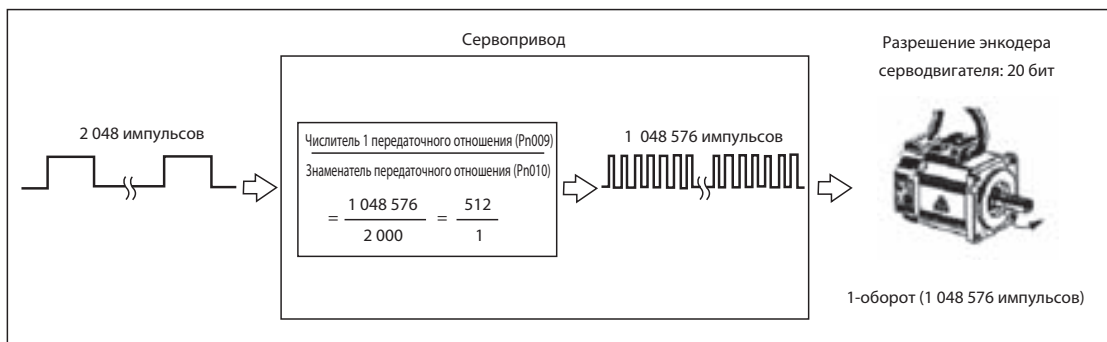 Сервопривод
Разрешение энкодера
серводвигателя: 20 бит
2 048 импульсов
Числитель 1 передаточного отношения (Pn009)
Знаменатель передаточного отношения (Pn010)
= 1 048 576 / 2 000 = 512 / 1
1 048 576 импульсов
1-оборот (1 048 576 импульсов)